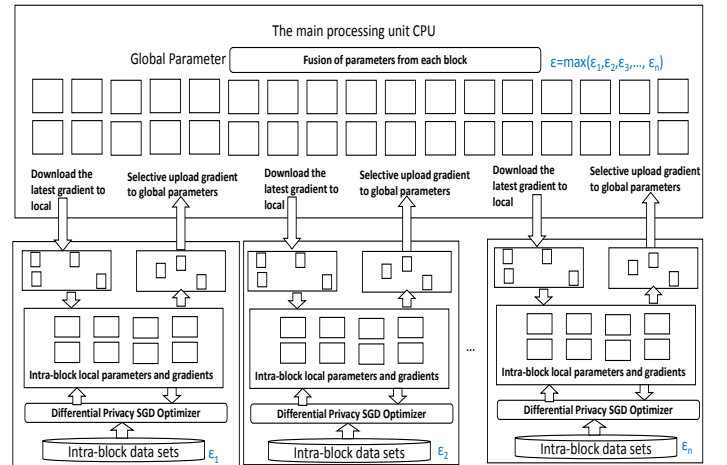 The main processing unit CPU
Global Parameter
Fusion of parameters from each block
ε=max(ε1,ε2,ε3,..., εn)
Download the
latest gradient to
local
Selective upload gradient
to global parameters
Download the
latest gradient to
local
Selective upload gradient
to global parameters
Download the
latest gradient to
local
Selective upload gradient
to global parameters
Intra-block local parameters and gradients
Differential Privacy SGD Optimizer
Intra-block data sets
ε1
Intra-block local parameters and gradients
Differential Privacy SGD Optimizer
Intra-block data sets
ε2
...
Intra-block local parameters and gradients
Differential Privacy SGD Optimizer
Intra-block data sets
εn